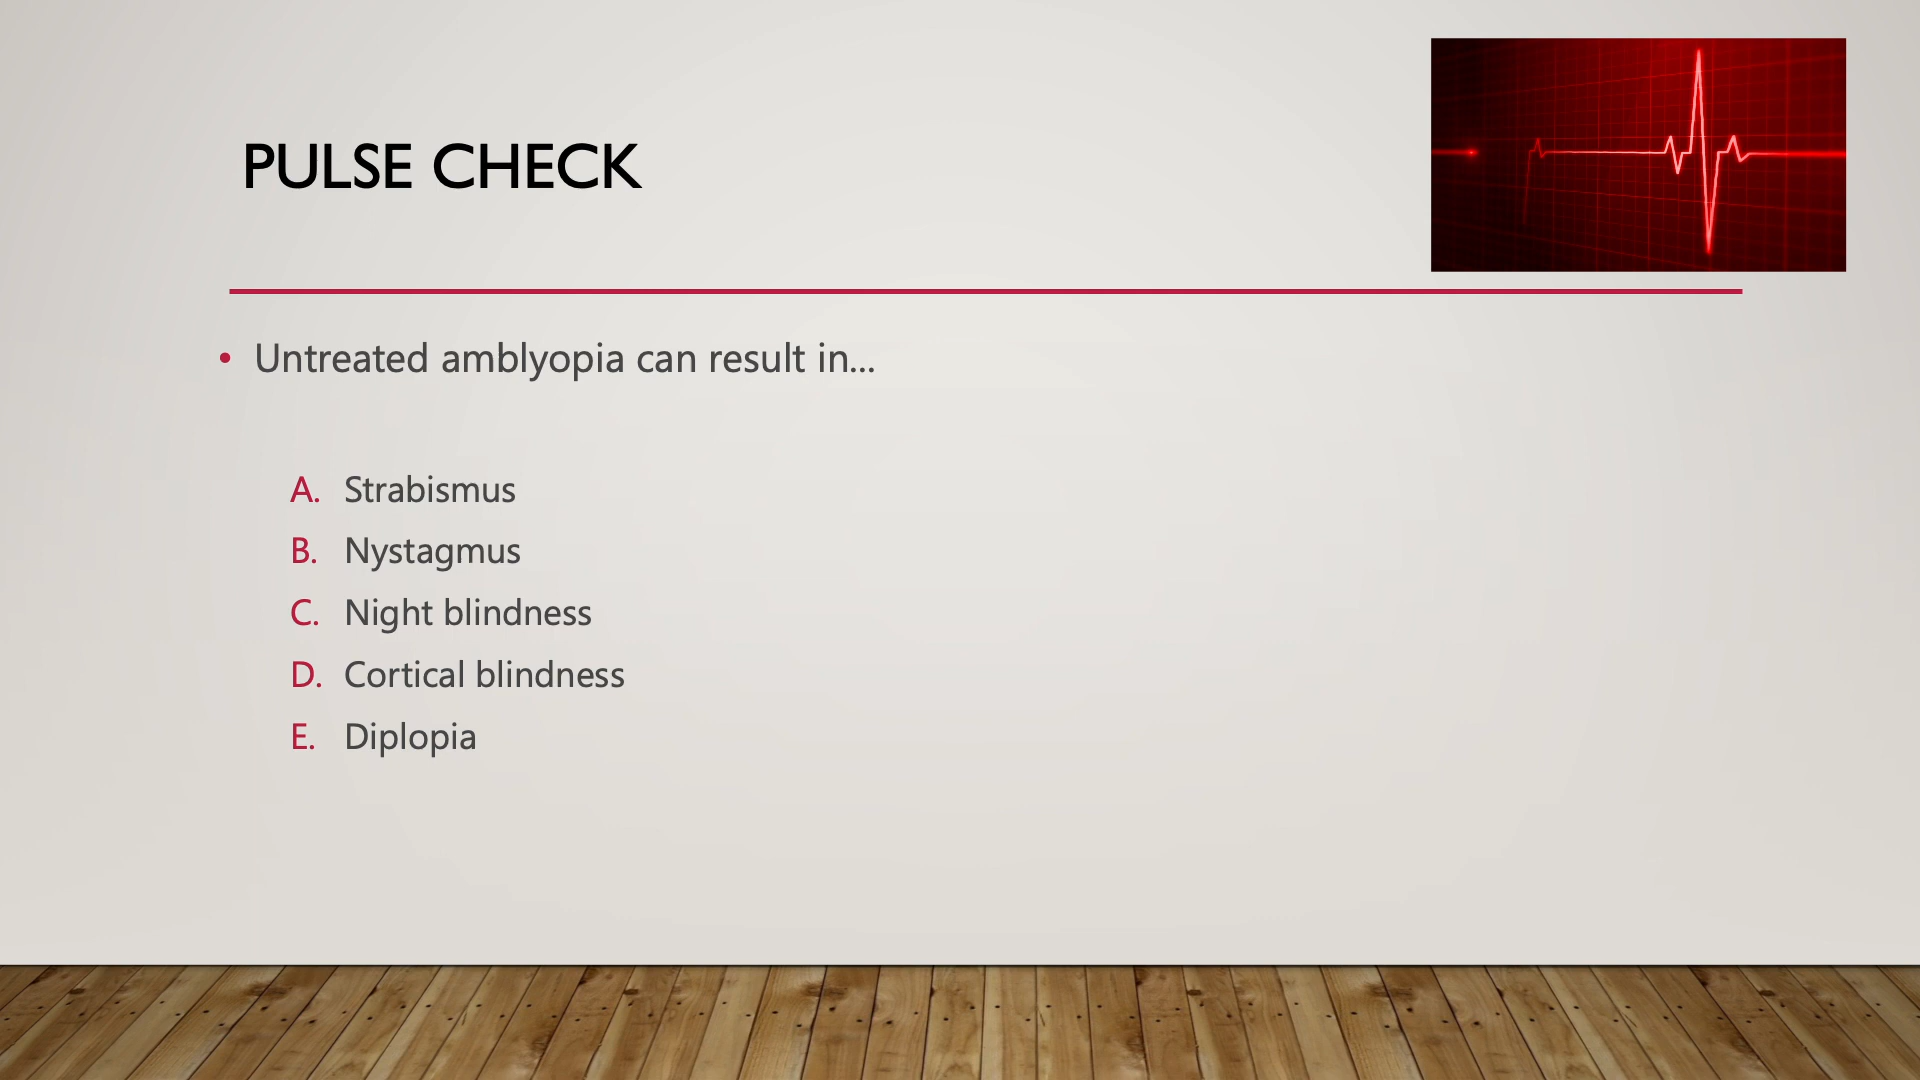 PULSE CHECK
• Untreated amblyopia can result in...
A. Strabismus
B. Nystagmus
C. Night blindness
D. Cortical blindness
E. Diplopia